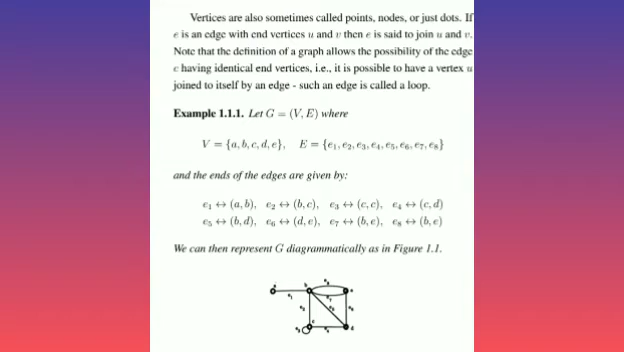 Vertices are also sometimes called points, nodes, or just dots. If
e is an edge with end vertices u and v then e is said to join u and v.
Note that the definition of a graph allows the possibility of the edge
e having identical end vertices, i.e., it is possible to have a vertex u
joined to itself by an edge - such an edge is called a loop.
Example 1.1.1. Let G = (V, E) where
V = {a, b, c, d, e}, E = {e₁, e₂, e₃, e₄, e₅, e₆, e₇, e₈}
and the ends of the edges are given by:
e₁ ↔ (a, b), e₂ ↔ (b, c), e₃ ↔ (c, c), e₄ ↔ (c, d)
e₅ ↔ (b, d), e₆ ↔ (d, e), e₇ ↔ (b, e), e₈ ↔ (b, e)
We can then represent G diagrammatically as in Figure 1.1.